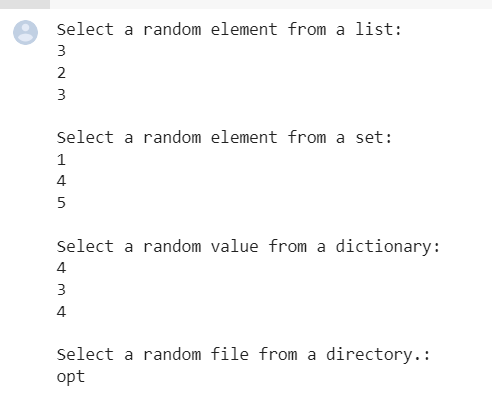 Select a random element from a list:
3
2
3
Select a random element from a set:
1
4
5
Select a random value from a dictionary:
4
3
4
Select a random file from a directory.:
opt